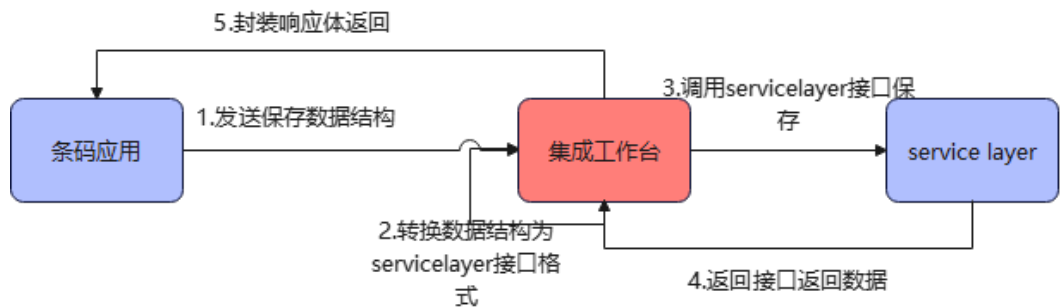 5.封装响应体返回
1.发送保存数据结构
3.调用servicelayer接口保
存
条码应用
集成工作台
service layer
2.转换数据结构为
servicelayer接口格
式
4.返回接口返回数据